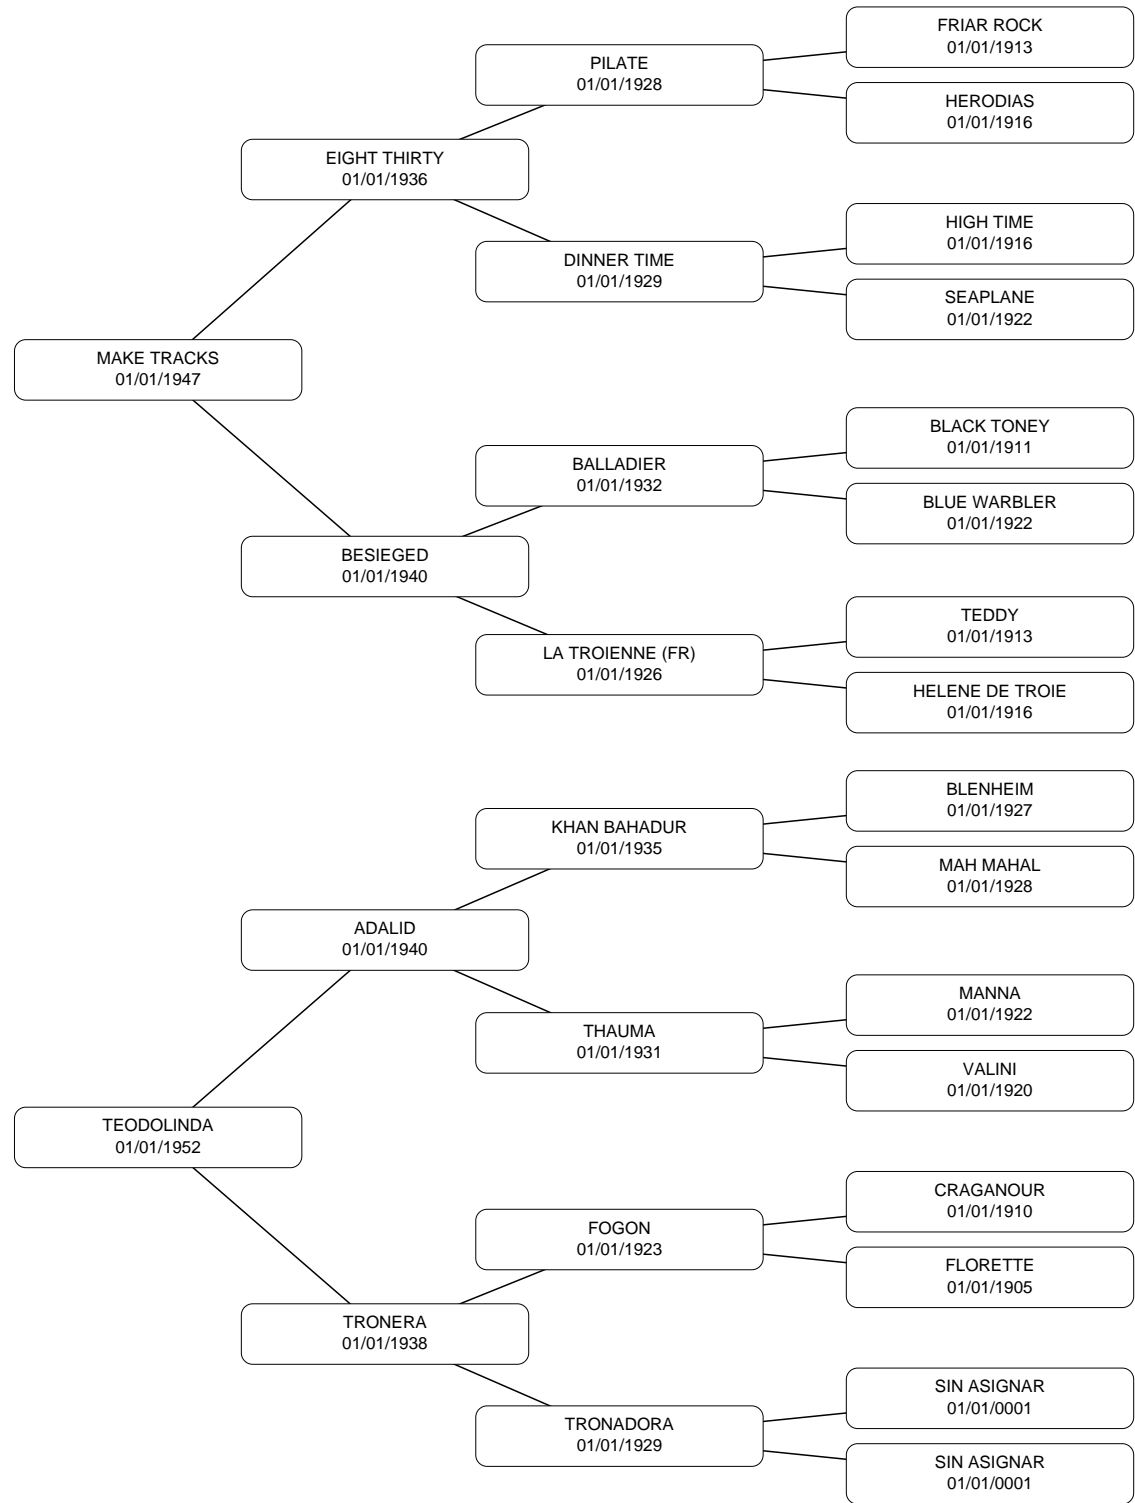 FRIAR ROCK
01/01/1913
PILATE
01/01/1928
HERODIAS
01/01/1916
EIGHT THIRTY
01/01/1936
HIGH TIME
01/01/1916
DINNER TIME
01/01/1929
SEAPLANE
01/01/1922
MAKE TRACKS
01/01/1947
BLACK TONEY
01/01/1911
BALLADIER
01/01/1932
BLUE WARBLER
01/01/1922
BESIEGED
01/01/1940
TEDDY
01/01/1913
LA TROIENNE (FR)
01/01/1926
HELENE DE TROIE
01/01/1916
BLENHEIM
01/01/1927
KHAN BAHADUR
01/01/1935
MAH MAHAL
01/01/1928
ADALID
01/01/1940
MANNA
01/01/1922
THAUMA
01/01/1931
VALINI
01/01/1920
TEODOLINDA
01/01/1952
CRAGANOUR
01/01/1910
FOGON
01/01/1923
FLORETTE
01/01/1905
TRONERA
01/01/1938
SIN ASIGNAR
01/01/0001
TRONADORA
01/01/1929
SIN ASIGNAR
01/01/0001